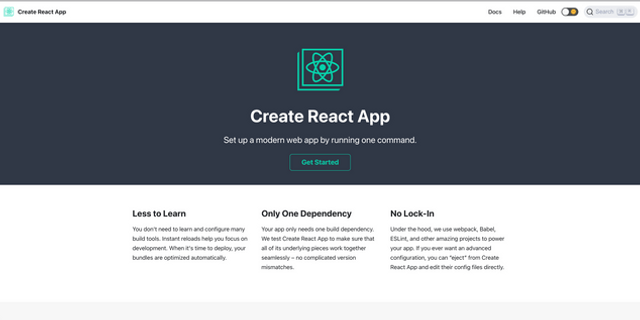 Create React App
Docs
Help
GitHub
Search
Create React App
Set up a modern web app by running one command.
Get Started
Less to Learn
You don't need to learn and configure many
build tools. Instant reloads help you focus on
development. When it's time to deploy, your
bundles are optimized automatically.
Only One Dependency
Your app only needs one build dependency.
We test Create React App to make sure that
all of its underlying pieces work together
seamlessly – no complicated version
mismatches.
No Lock-In
Under the hood, we use webpack, Babel,
ESLint, and other amazing projects to power
your app. If you ever want an advanced
configuration, you can "eject" from Create
React App and edit their config files directly.